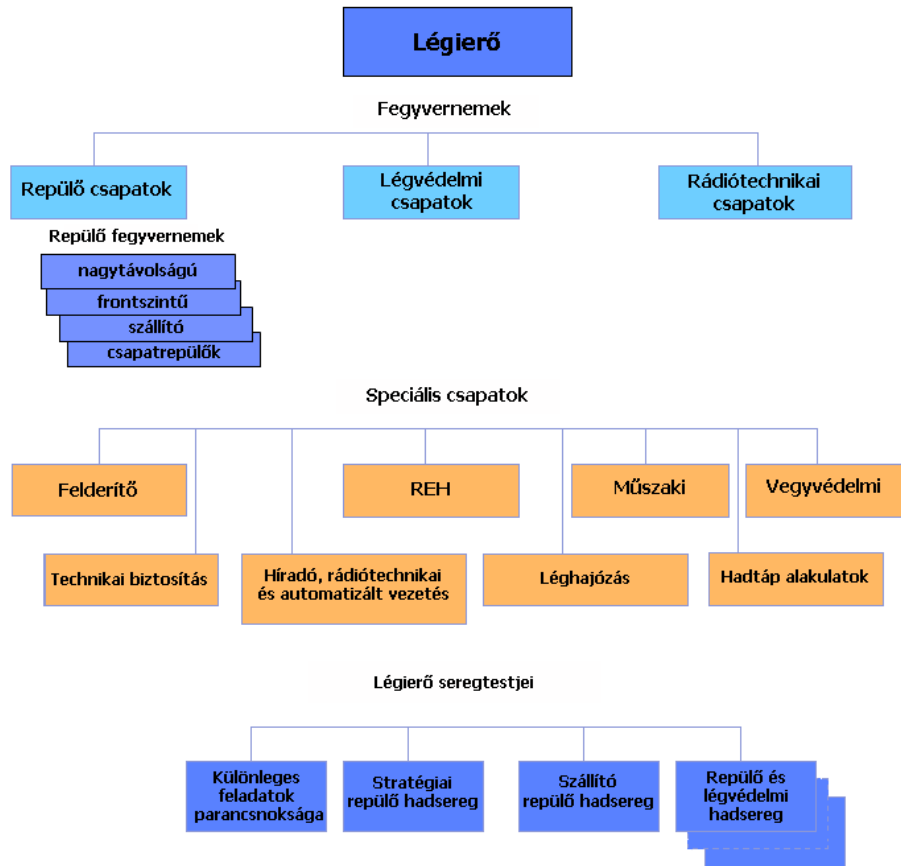 Légierő
Fegyvernemek
Repülő csapatok
Légvédelmi
csapatok
Rádiótechnikai
csapatok
Repülő fegyvernemek
nagytávolságú
frontszintű
szállító
csapatrepülők
Speciális csapatok
Felderítő
REH
Műszaki
Vegyvédelmi
Technikai biztosítás
Híradó, rádiótechnikai
és automatizált vezetés
Léghajózás
Hadtáp alakulatok
Légierő seregtestjei
Különleges
feladatok
parancsnoksága
Stratégiai
repülő hadsereg
Szállító
repülő hadsereg
Repülő és
légvédelmi
hadsereg